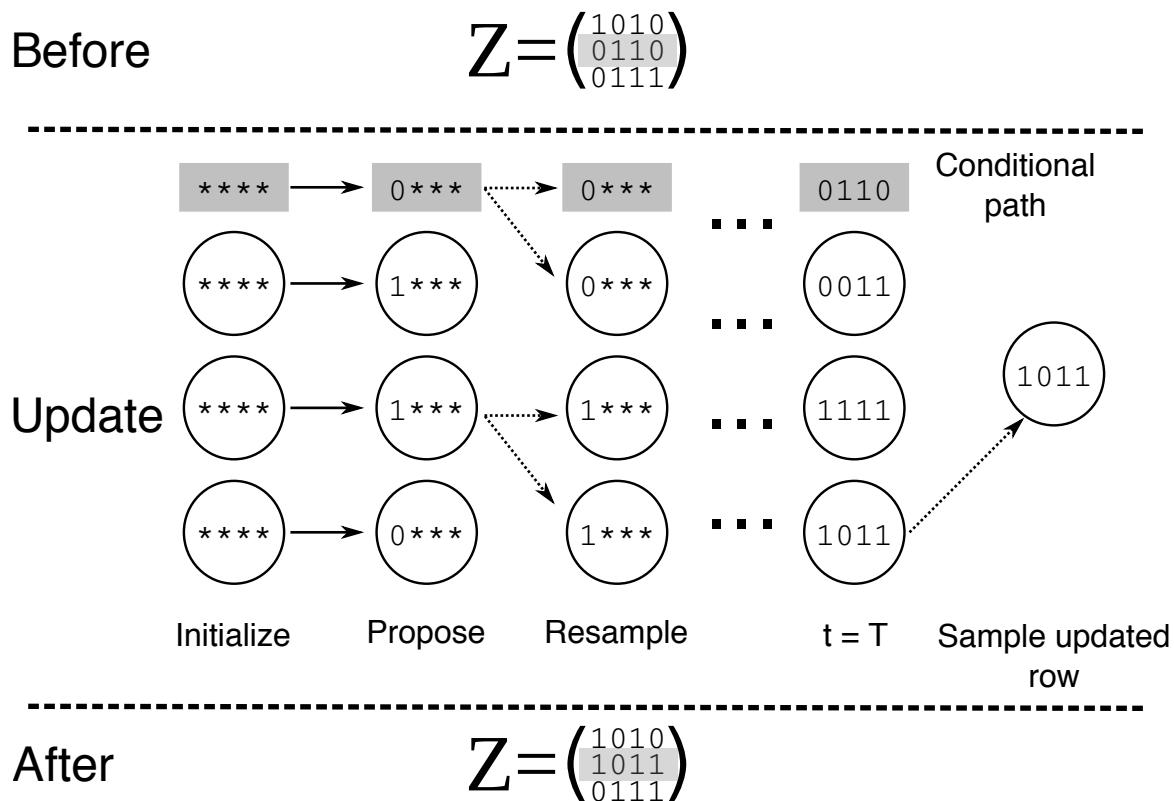 Before
Z=(1010
0110
0111)
**** 0*** 0*** ... 0110
Conditional
path
**** 1*** 0*** ... 0011
Update
**** 1*** 1*** ... 1111
1011
**** 0*** 1*** ... 1011
Initialize Propose Resample t = T Sample updated
row
After
Z=(1010
1011
0111)